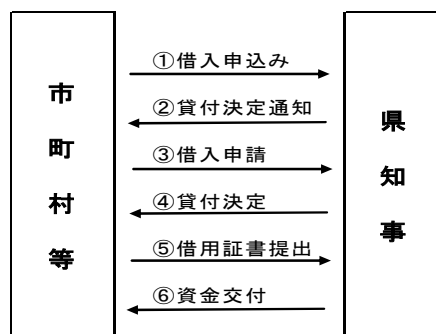 市町村等
①借入申込み
②貸付決定通知
③借入申請
④貸付決定
⑤借用証書提出
⑥資金交付
県知事